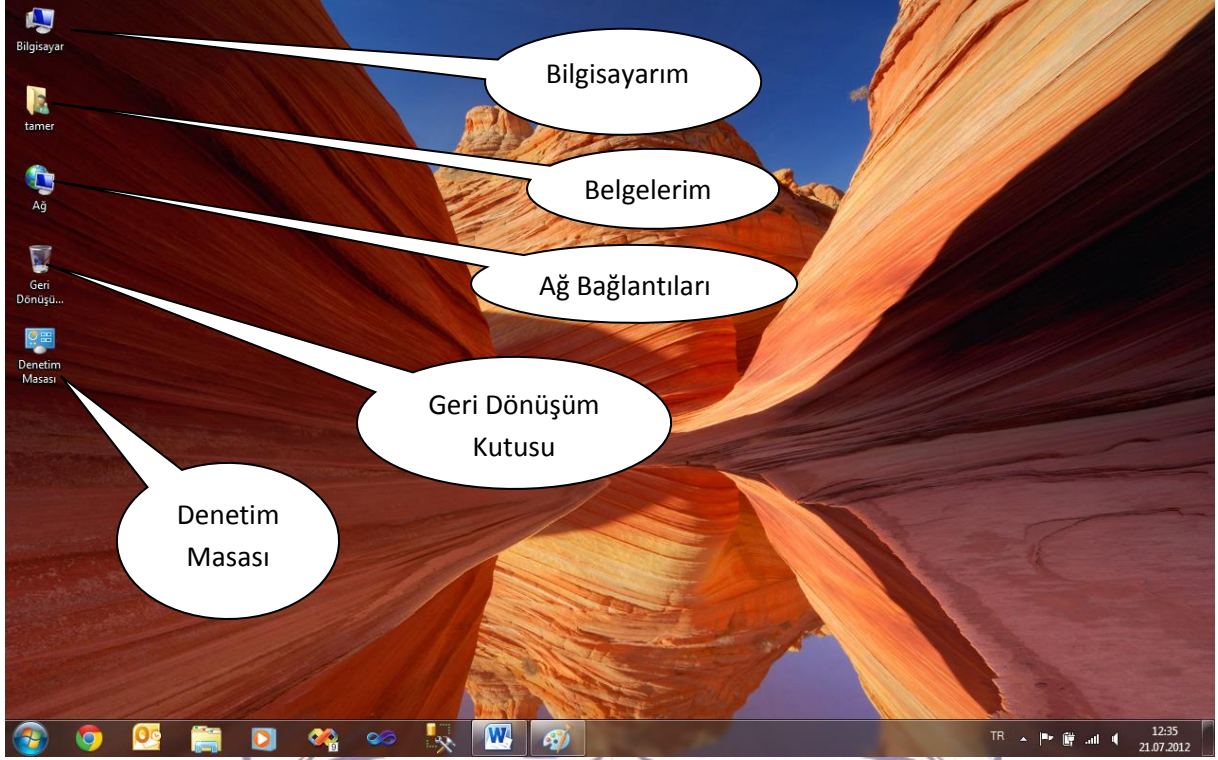 Bilgisayar
tamer
Ağ
Geri
Dönüşü...
Denetim
Masası
Bilgisayarım
Belgelerim
Ağ Bağlantıları
Geri Dönüşüm
Kutusu
Denetim
Masası
TR
12:35
21.07.2012